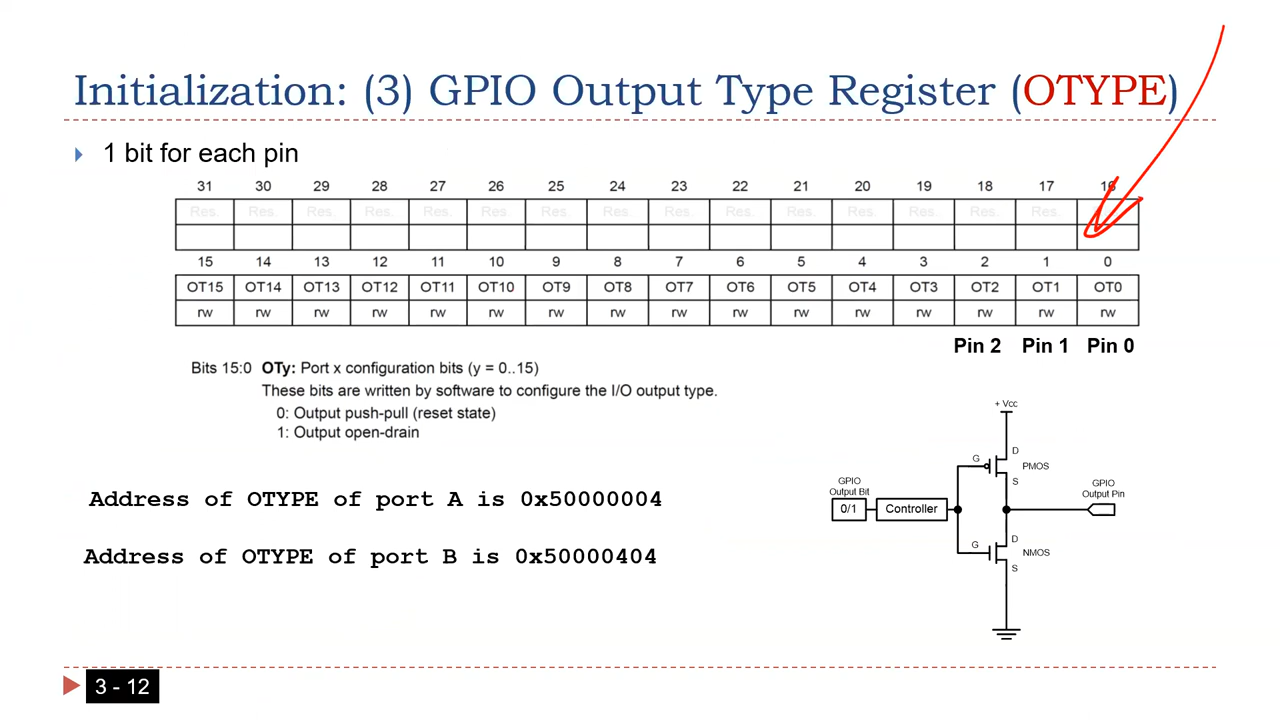 Initialization: (3) GPIO Output Type Register (OTYPE)
1 bit for each pin
31 30 29 28 27 26 25 24 23 22 21 20 19 18 17 16
Res. Res. Res. Res. Res. Res. Res. Res. Res. Res. Res. Res. Res. Res. Res.
15 14 13 12 11 10 9 8 7 6 5 4 3 2 1 0
OT15 OT14 OT13 OT12 OT11 OT10 OT9 OT8 OT7 OT6 OT5 OT4 OT3 OT2 OT1 OT0
rw rw rw rw rw rw rw rw rw rw rw rw rw rw rw rw
Pin 2 Pin 1 Pin 0
Bits 15:0 OTy: Port x configuration bits (y = 0..15)
These bits are written by software to configure the I/O output type.
0: Output push-pull (reset state)
1: Output open-drain
Address of OTYPE of port A is 0x50000004
Address of OTYPE of port B is 0x50000404
+ Vcc
D
G
PMOS
S
GPIO
Output Bit
0/1
Controller
GPIO
Output Pin
D
G
NMOS
S
3 - 12